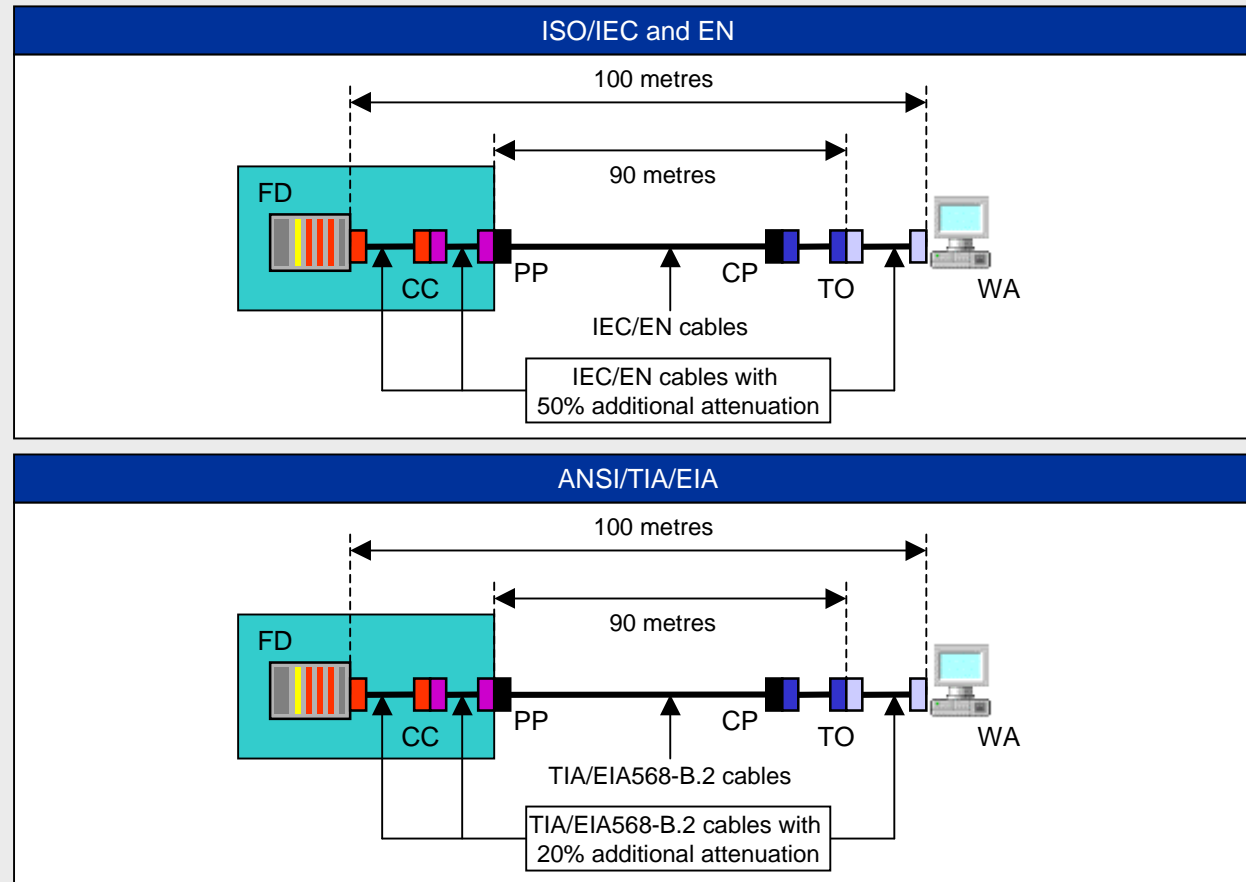 ISO/IEC and EN
100 metres
90 metres
FD
CC
PP
CP
TO
WA
IEC/EN cables
IEC/EN cables with
50% additional attenuation
ANSI/TIA/EIA
100 metres
90 metres
FD
CC
PP
CP
TO
WA
TIA/EIA568-B.2 cables
TIA/EIA568-B.2 cables with
20% additional attenuation